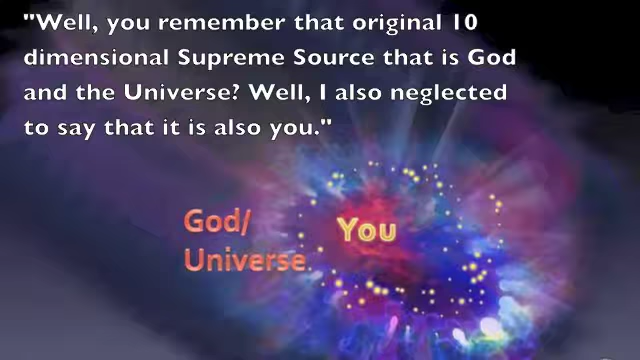 "Well, you remember that original 10
dimensional Supreme Source that is God
and the Universe? Well, I also neglected
to say that it is also you."
God/
Universe
You